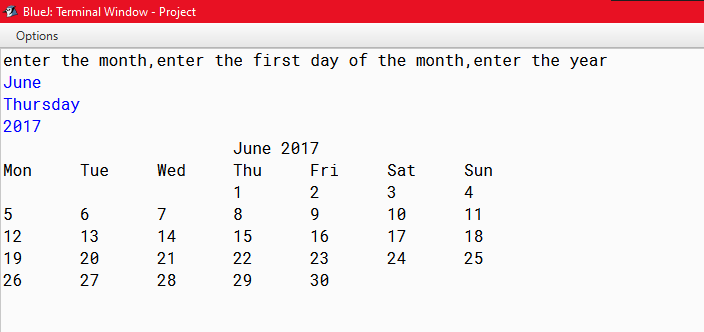 BlueJ: Terminal Window - Project
Options
enter the month,enter the first day of the month,enter the year
June
Thursday
2017
June 2017
Mon Tue Wed Thu Fri Sat Sun
1 2 3 4
5 6 7 8 9 10 11
12 13 14 15 16 17 18
19 20 21 22 23 24 25
26 27 28 29 30